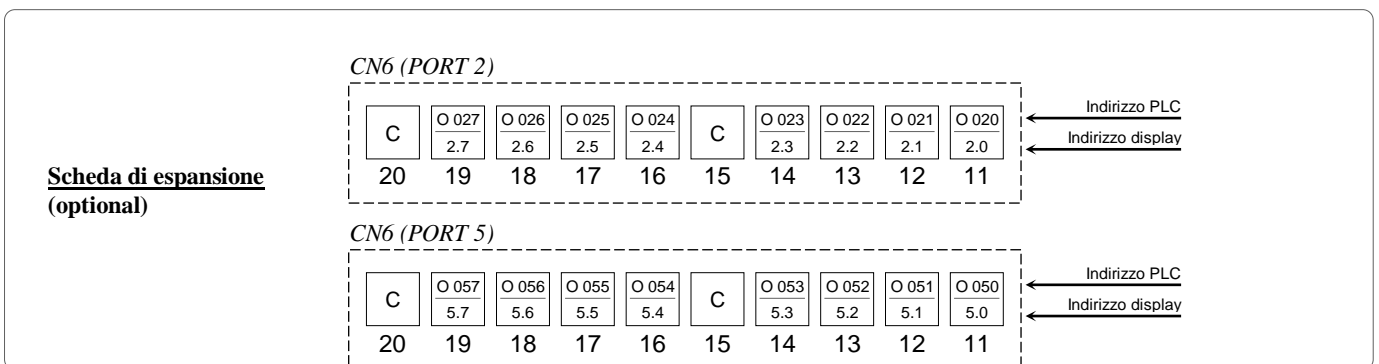 CN6 (PORT 2)
C O 027 O 026 O 025 O 024 C O 023 O 022 O 021 O 020 Indirizzo PLC
2.7 2.6 2.5 2.4 2.3 2.2 2.1 2.0 Indirizzo display
20 19 18 17 16 15 14 13 12 11
Scheda di espansione
(optional)
CN6 (PORT 5)
C O 057 O 056 O 055 O 054 C O 053 O 052 O 051 O 050 Indirizzo PLC
5.7 5.6 5.5 5.4 5.3 5.2 5.1 5.0 Indirizzo display
20 19 18 17 16 15 14 13 12 11